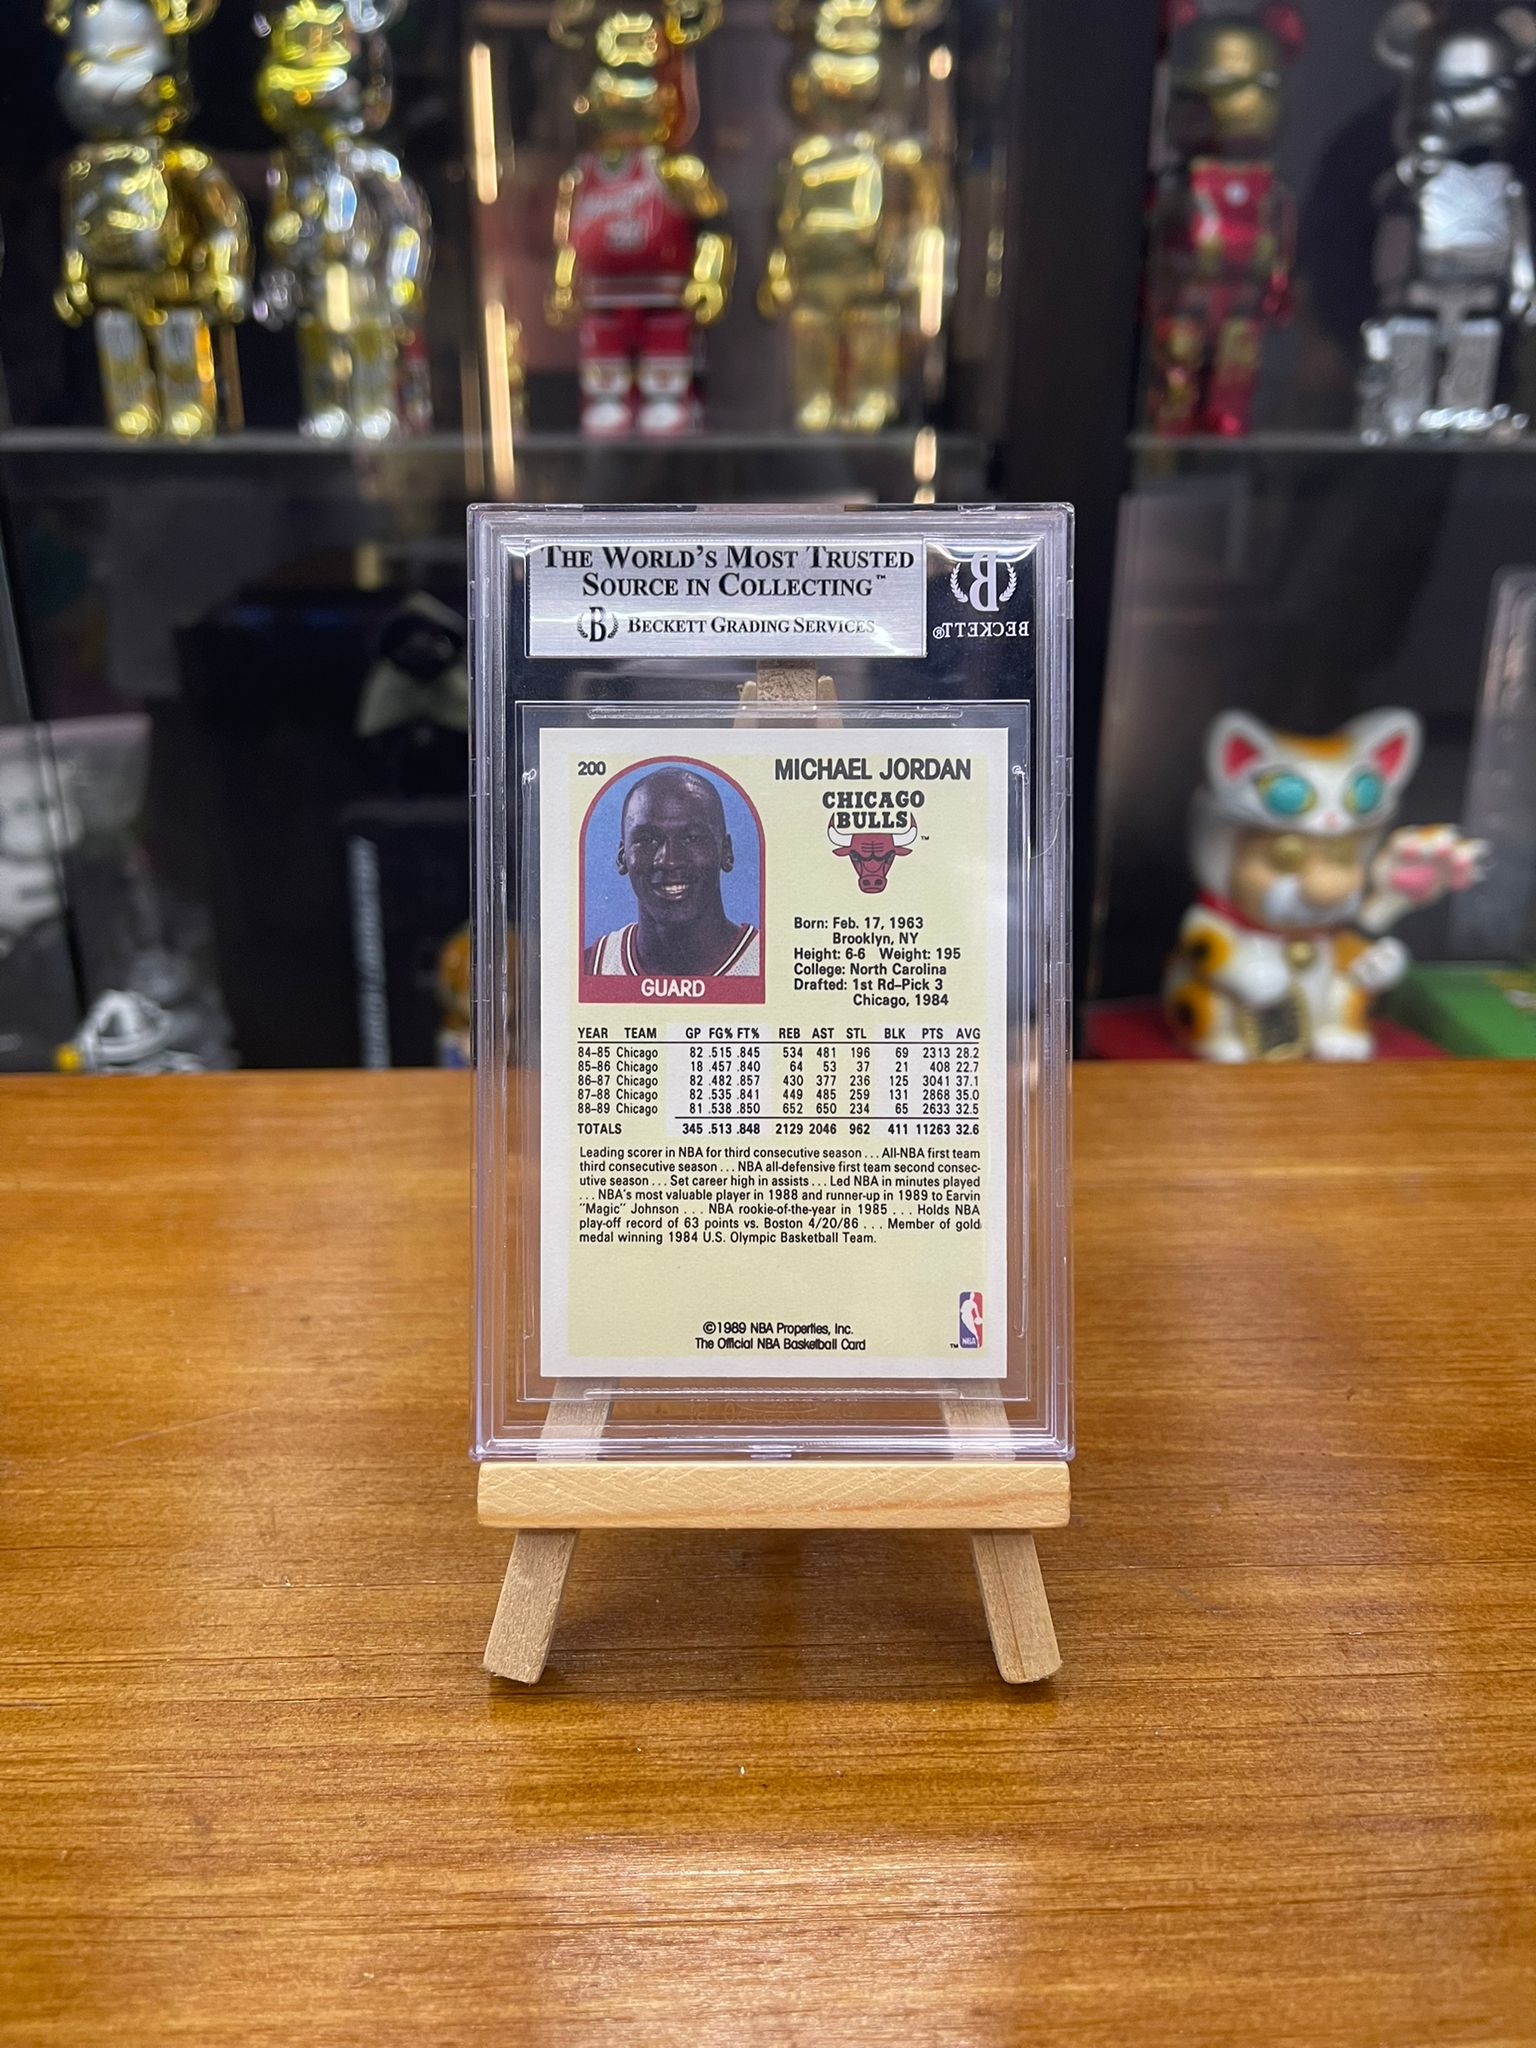 THE WORLD'S MOST TRUSTED
SOURCE IN COLLECTING™
B BECKETT GRADING SERVICES
B
BECKETT®
200
MICHAEL JORDAN
CHICAGO
BULLS
™
Born: Feb. 17, 1963
Brooklyn, NY
Height: 6-6 Weight: 195
College: North Carolina
Drafted: 1st Rd–Pick 3
Chicago, 1984
GUARD
YEAR TEAM GP FG% FT% REB AST STL BLK PTS AVG
84–85 Chicago 82 .515 .845 534 481 196 69 2313 28.2
85–86 Chicago 18 .457 .840 64 53 37 21 408 22.7
86–87 Chicago 82 .482 .857 430 377 236 125 3041 37.1
87–88 Chicago 82 .535 .841 449 485 259 131 2868 35.0
88–89 Chicago 81 .538 .850 652 650 234 65 2633 32.5
TOTALS 345 .513 .848 2129 2046 962 411 11263 32.6
Leading scorer in NBA for third consecutive season . . . All-NBA first team
third consecutive season . . . NBA all-defensive first team second consec-
utive season . . . Set career high in assists . . . Led NBA in minutes played
. . . NBA's most valuable player in 1988 and runner-up in 1989 to Earvin
"Magic" Johnson . . . NBA rookie-of-the-year in 1985 . . . Holds NBA
play-off record of 63 points vs. Boston 4/20/86 . . . Member of gold
medal winning 1984 U.S. Olympic Basketball Team.
©1989 NBA Properties, Inc.
The Official NBA Basketball Card
™ NBA